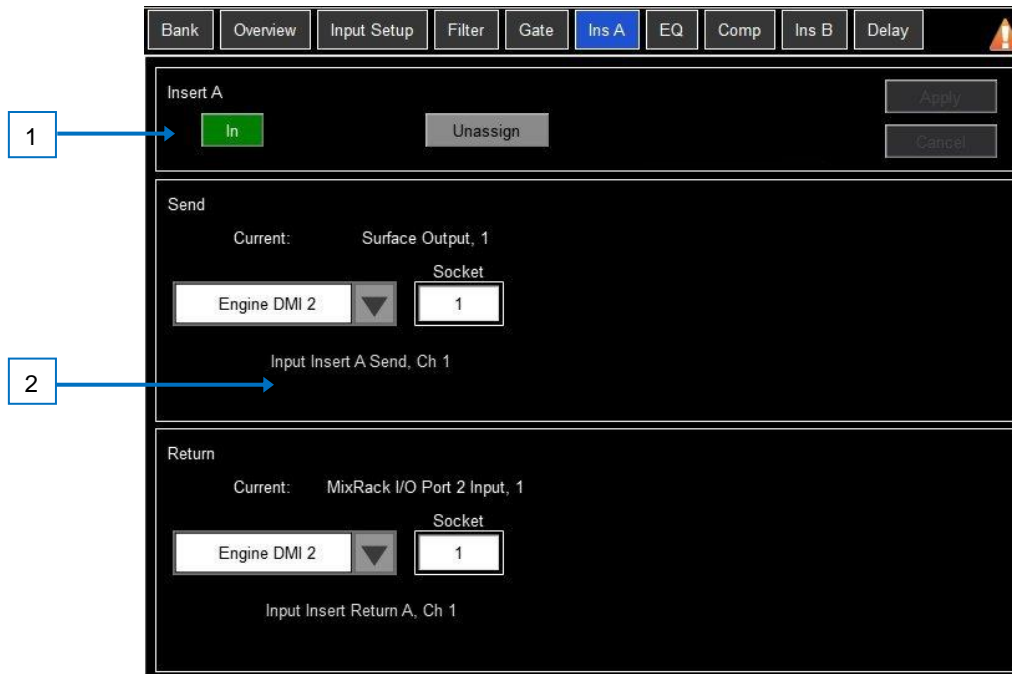 Bank Overview Input Setup Filter Gate Ins A EQ Comp Ins B Delay
Insert A
Apply
1
In Unassign
Cancel
Send
Current: Surface Output, 1
Socket
Engine DMI 2 1
Input Insert A Send, Ch 1
2
Return
Current: MixRack I/O Port 2 Input, 1
Socket
Engine DMI 2 1
Input Insert Return A, Ch 1